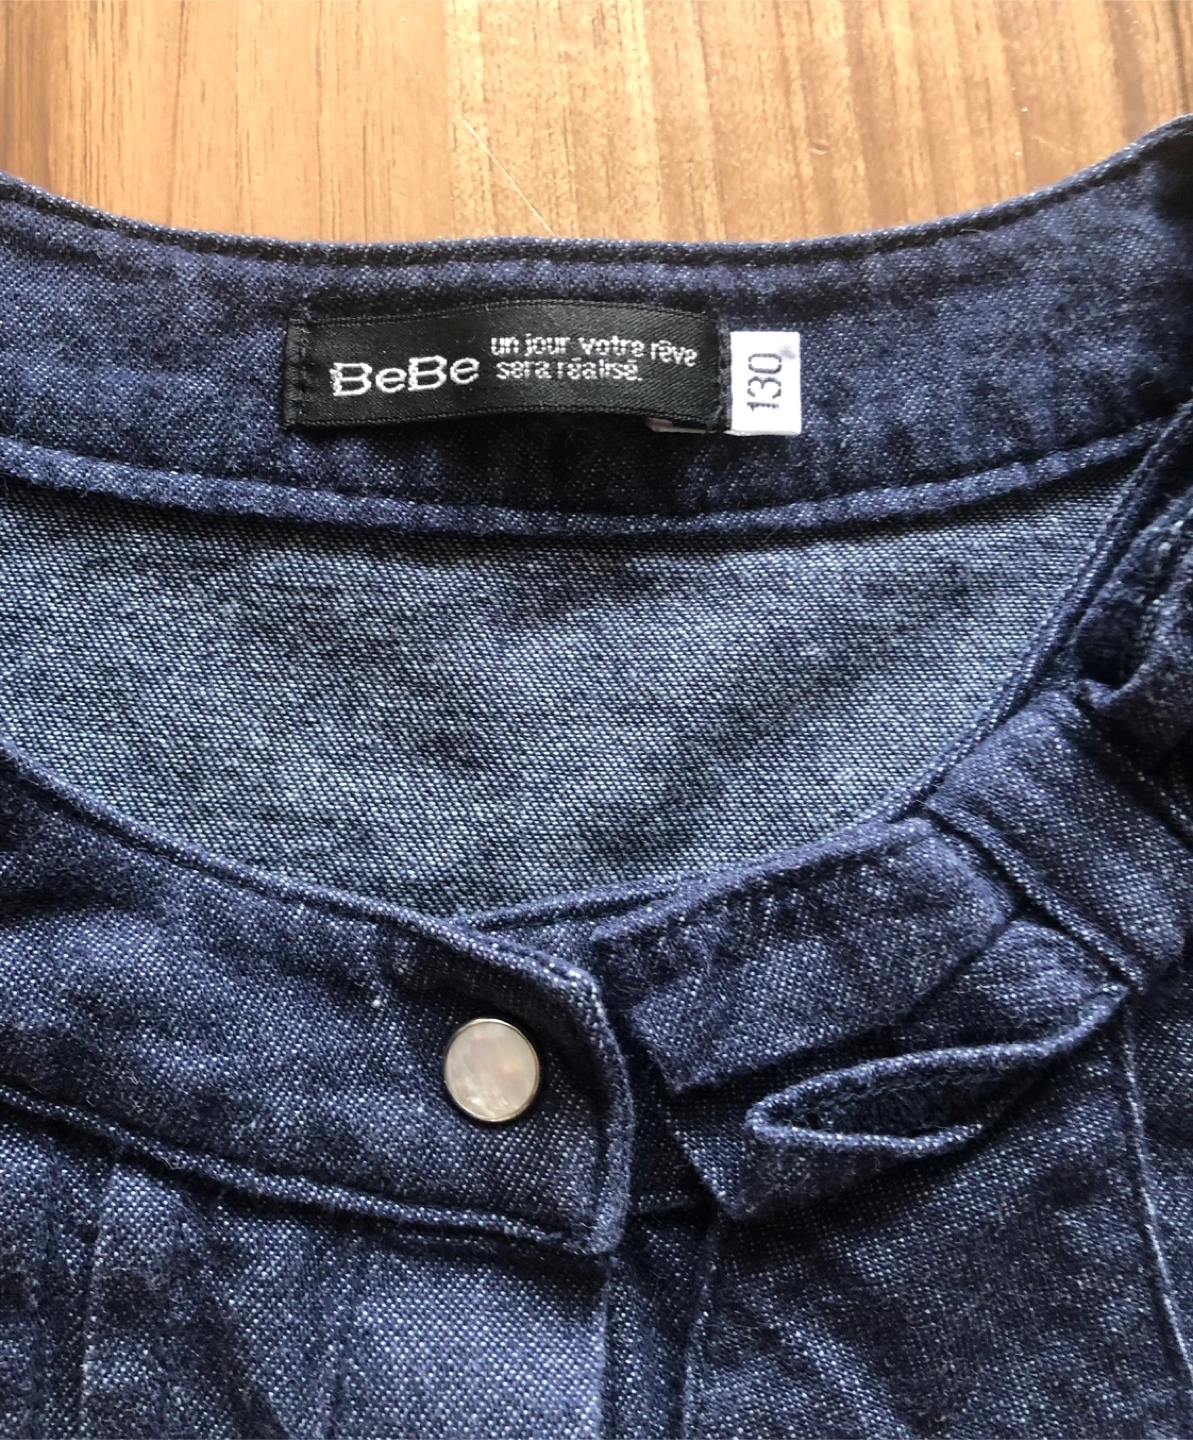 BeBe
un jour votre rêve
sera réalisé.
130